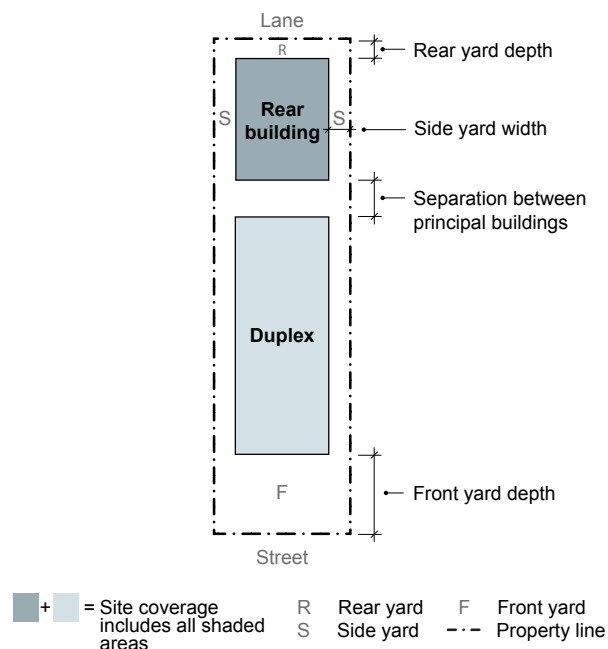 Lane
R
Rear yard depth
S
Rear
building
S
Side yard width
Separation between
principal buildings
Duplex
F
Front yard depth
Street
+ = Site coverage
includes all shaded
areas
R Rear yard
S Side yard
F Front yard
Property line